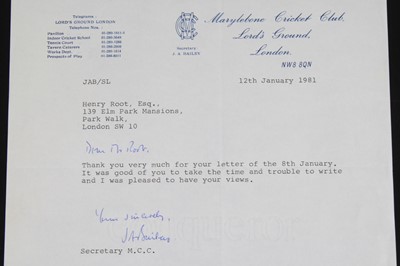 Telegrams
LORD'S GROUND LONDON
Telephone Nos:
Pavilion
Indoor Cricket School
Tennis Court
Tavern Caterers
Works Dept.
Prospects of Play
MCC
Secretary
J. A. BAILEY
Marylebone Cricket Club,
Lord's Ground,
London.
NW8 8QN
JAB/SL
12th January 1981
Henry Root, Esq.,
139 Elm Park Mansions,
Park Walk,
London SW 10
Dear Mr Root,
Thank you very much for your letter of the 8th January.
It was good of you to take the time and trouble to write
and I was pleased to have your views.
Yours sincerely,
J A Bailey
Secretary M.C.C.